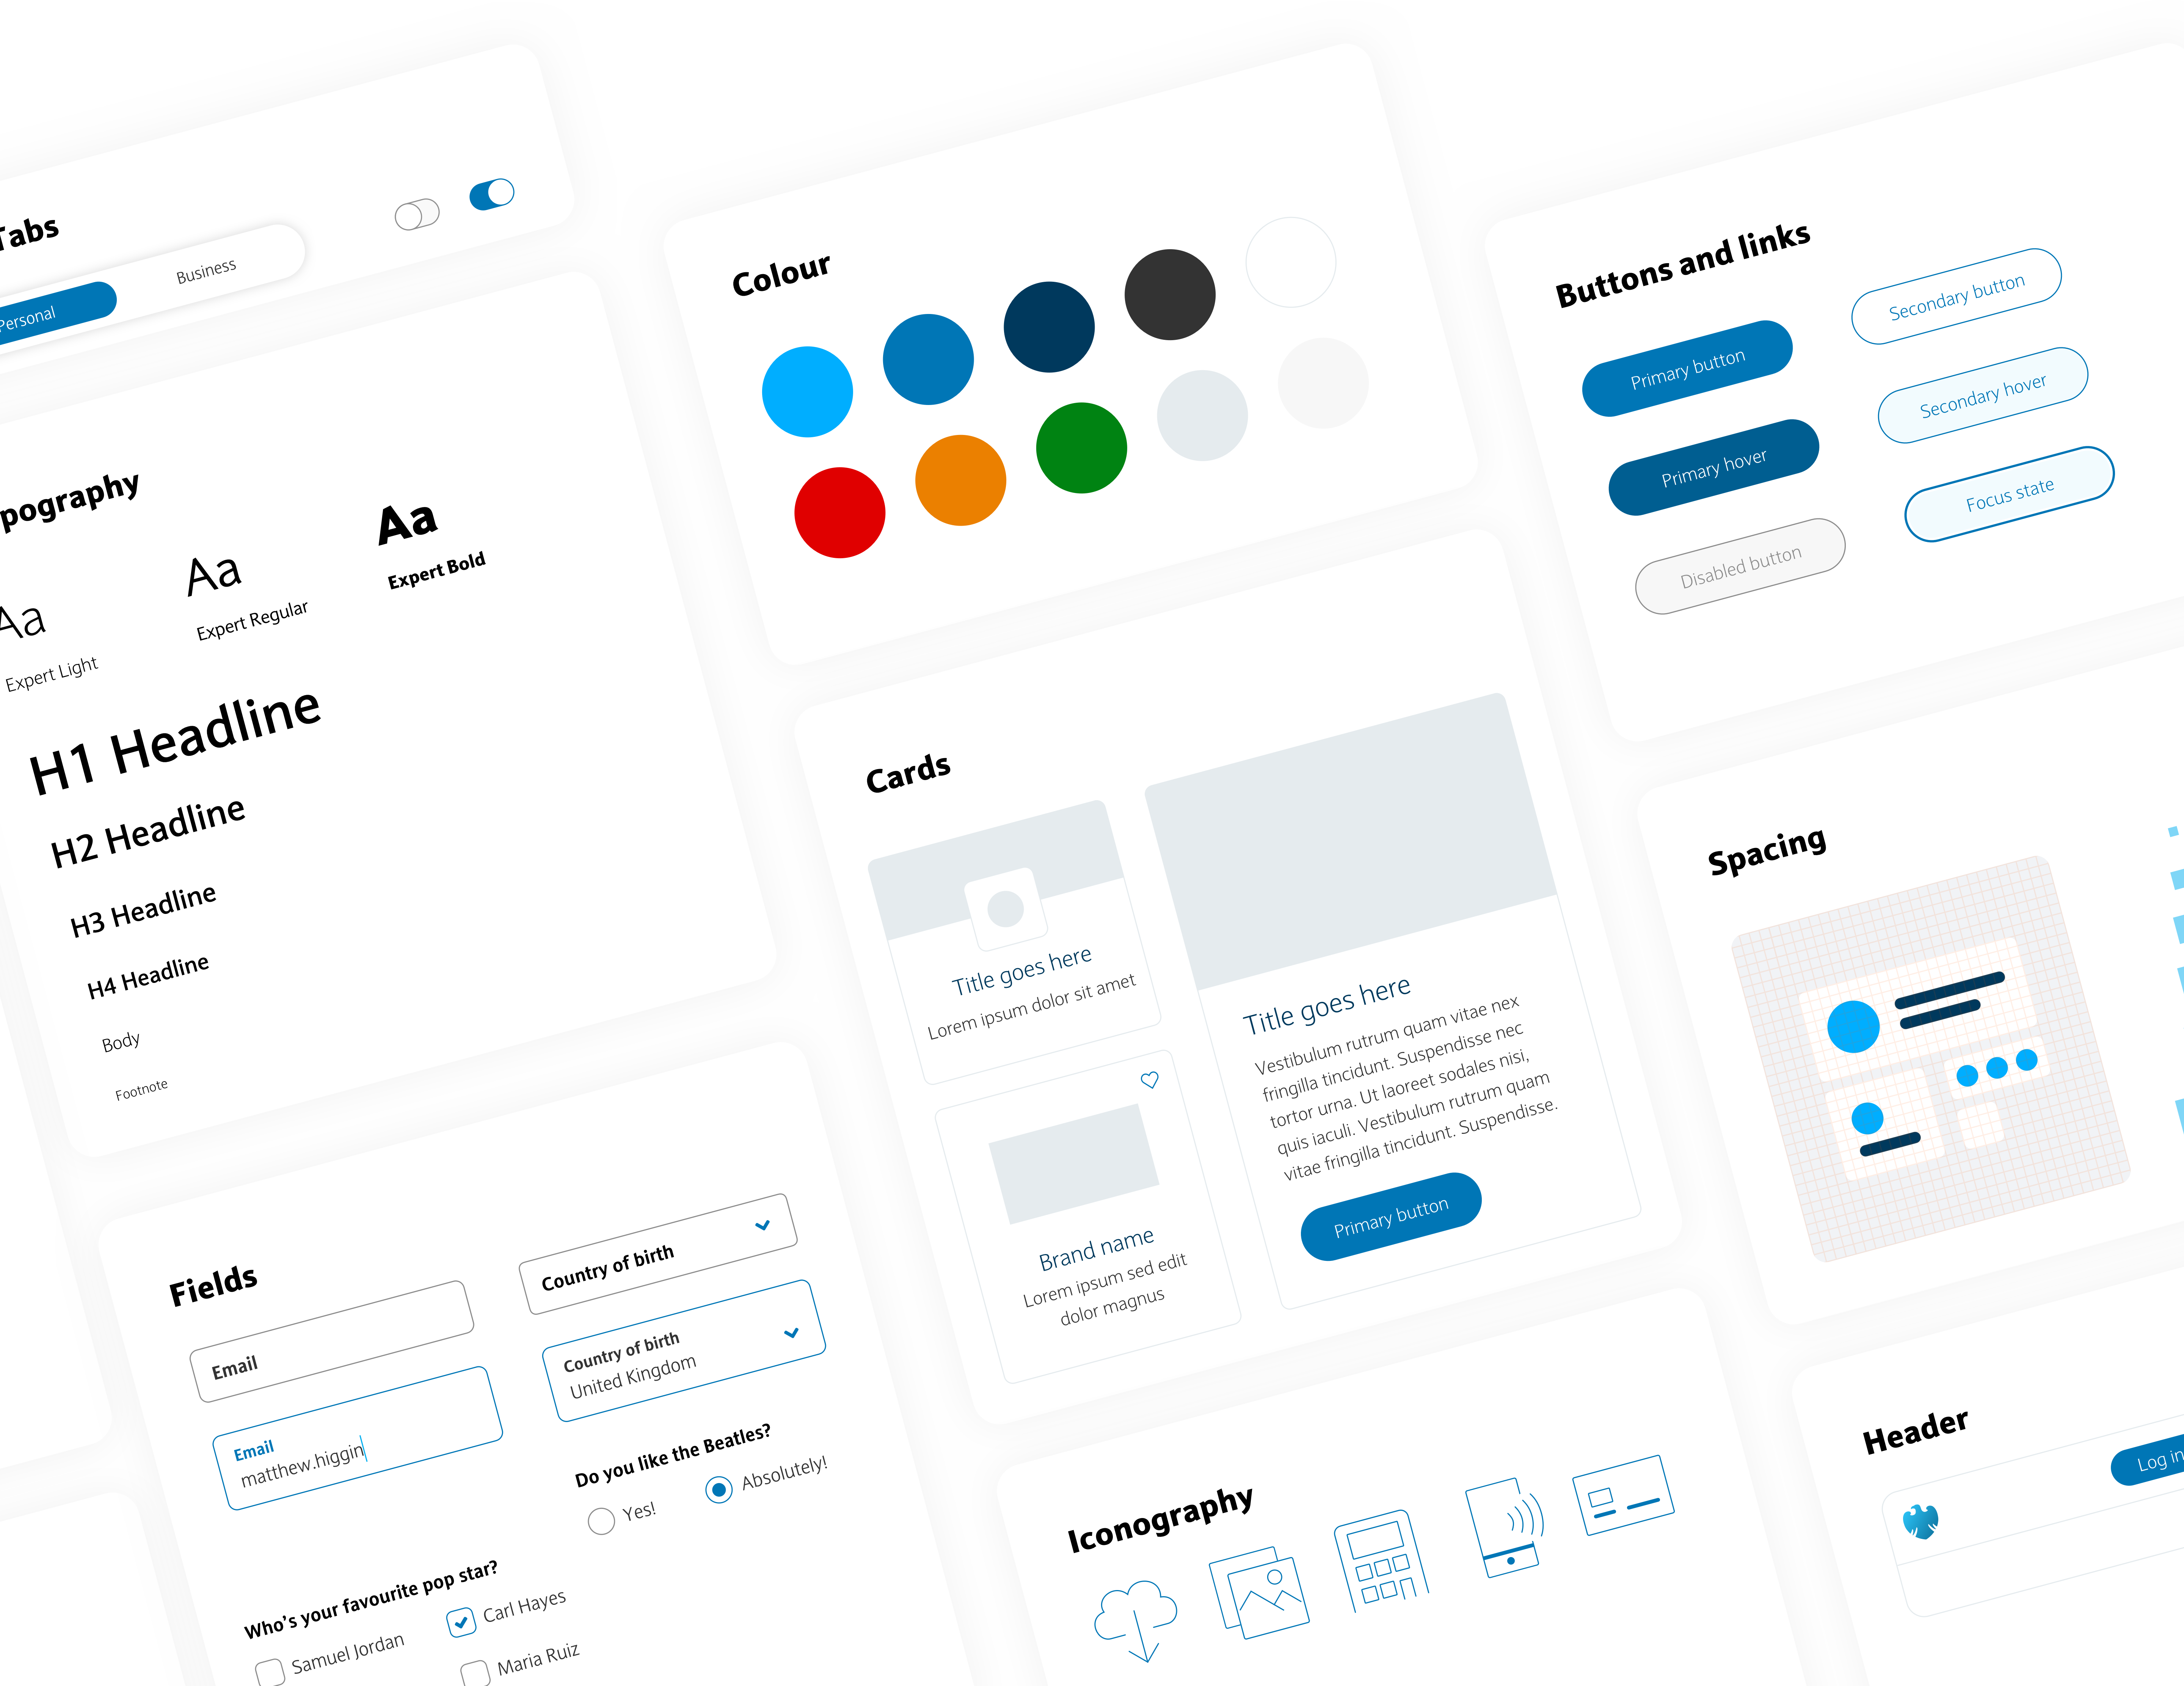 Tabs
Personal
Business
pography
Aa
Expert Light
Aa
Expert Regular
Aa
Expert Bold
H1 Headline
H2 Headline
H3 Headline
H4 Headline
Body
Footnote
Fields
Email
Email
matthew.higgin
Country of birth
Country of birth
United Kingdom
Do you like the Beatles?
Yes!
Absolutely!
Who's your favourite pop star?
Samuel Jordan
Carl Hayes
Maria Ruiz
Colour
Cards
Title goes here
Lorem ipsum dolor sit amet
Brand name
Lorem ipsum sed edit
dolor magnus
Title goes here
Vestibulum rutrum quam vitae nex
fringilla tincidunt. Suspendisse nec
tortor urna. Ut laoreet sodales nisi,
quis iaculi. Vestibulum rutrum quam
vitae fringilla tincidunt. Suspendisse.
Primary button
Iconography
Buttons and links
Primary button
Primary hover
Disabled button
Secondary button
Secondary hover
Focus state
Spacing
Header
Log in